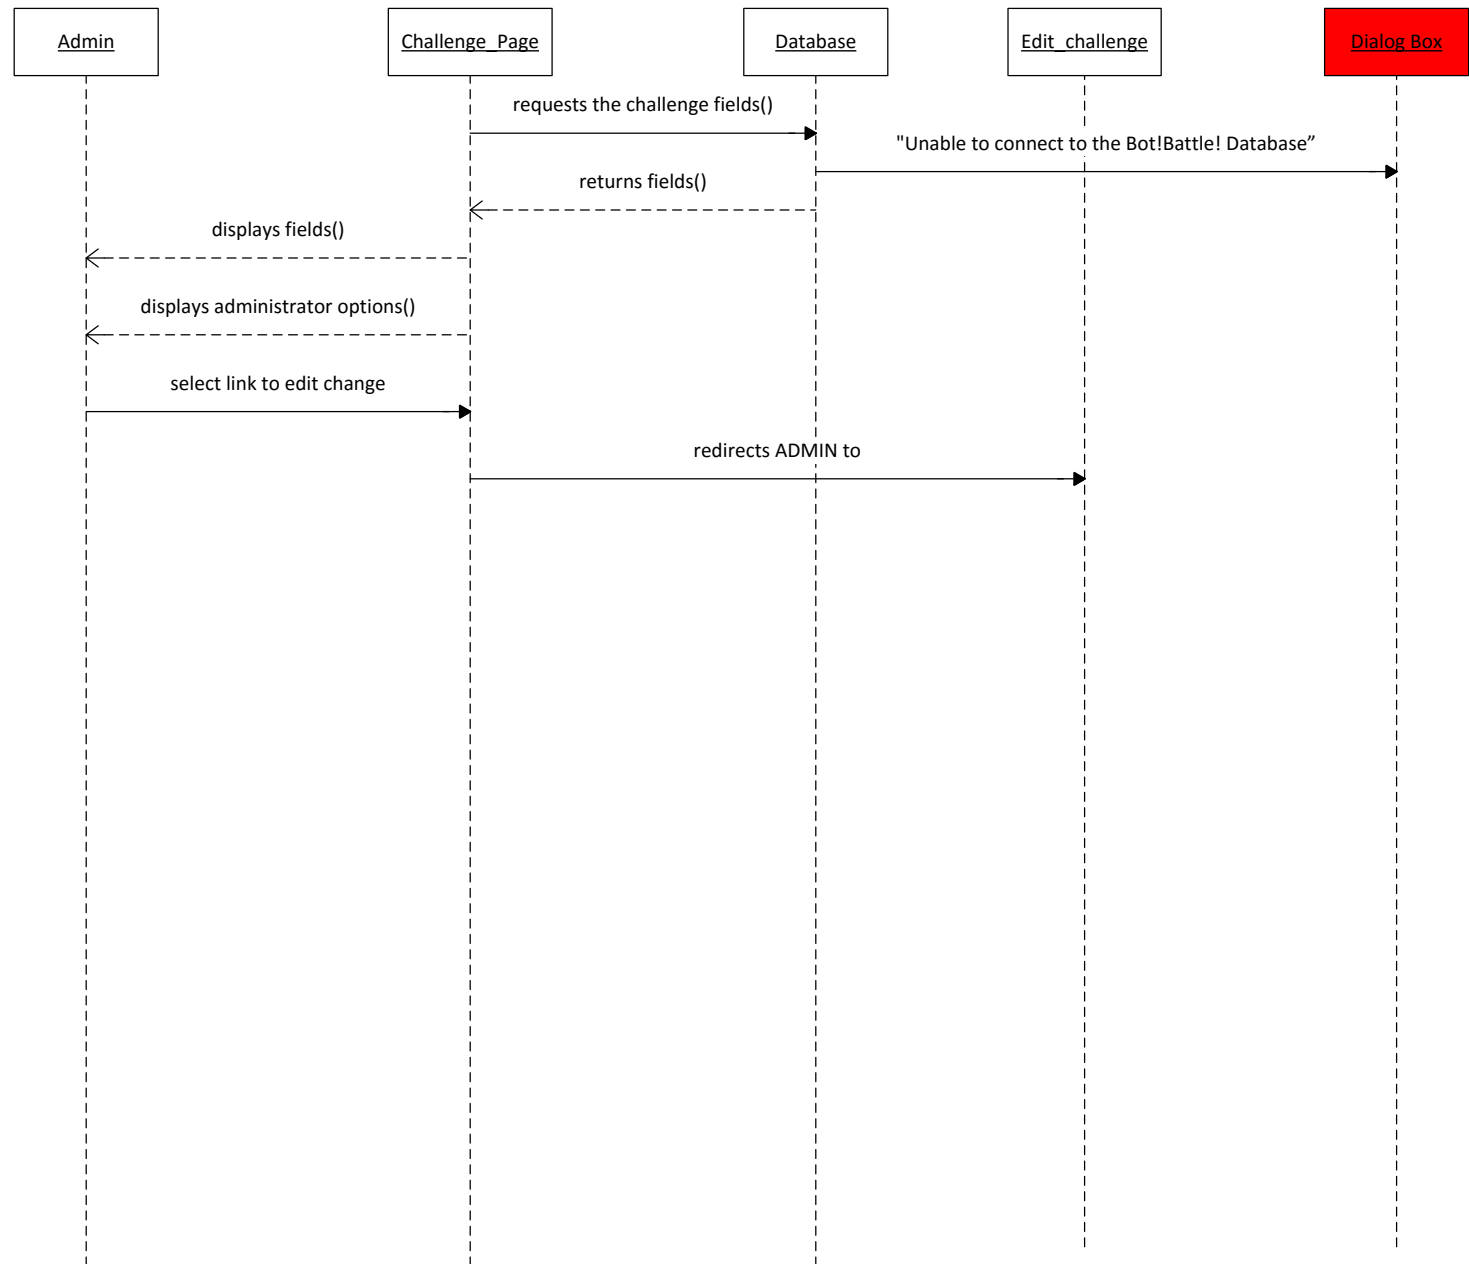 Admin
Challenge_Page
Database
Edit_challenge
Dialog Box
requests the challenge fields()
"Unable to connect to the Bot!Battle! Database”
returns fields()
displays fields()
displays administrator options()
select link to edit change
redirects ADMIN to